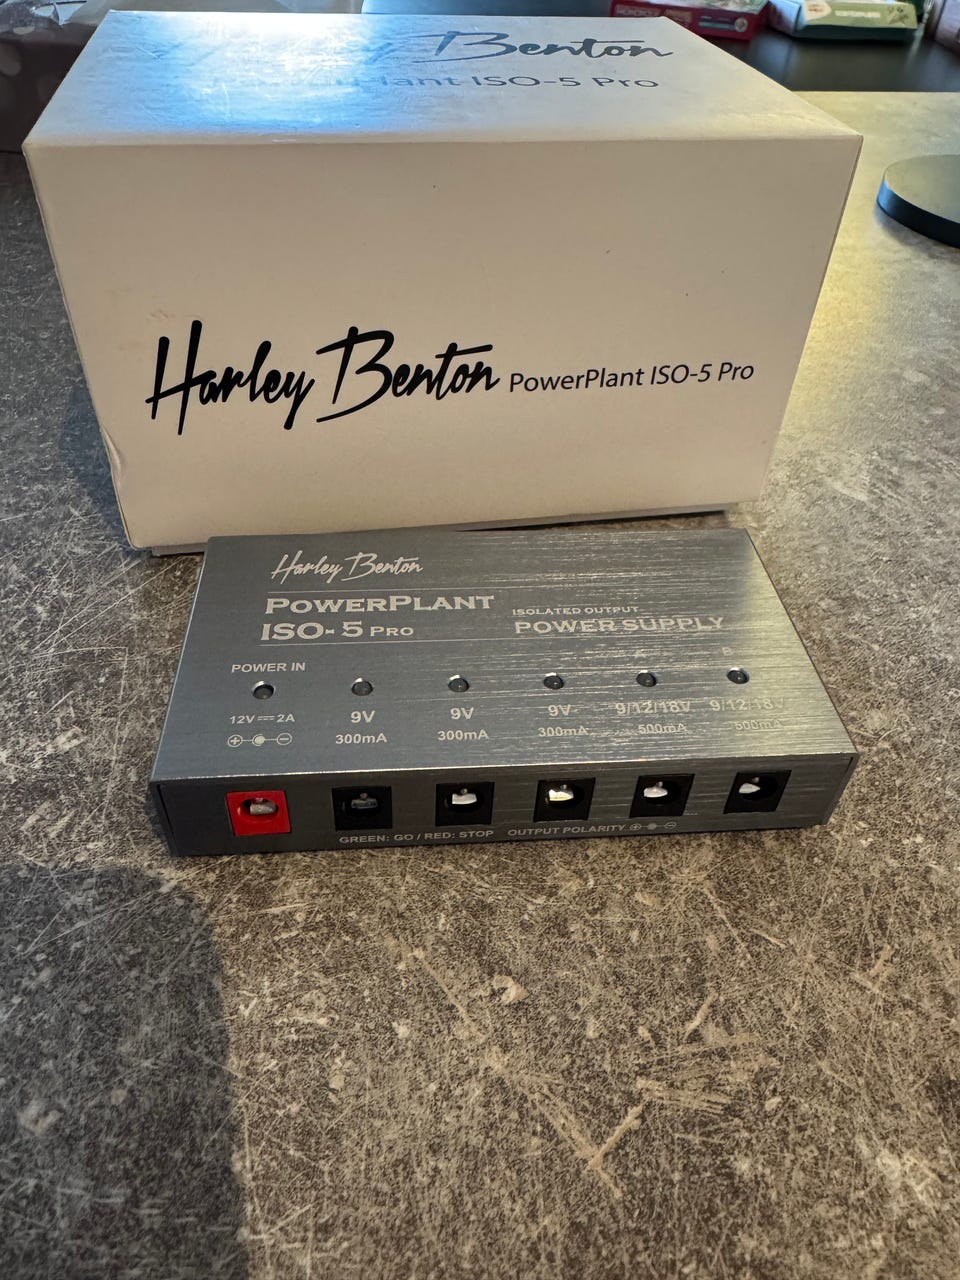 Benton
Plant ISO-5 Pro
Harley Benton PowerPlant ISO-5 Pro
Harley Benton
POWERPLANT
ISO-5 PRO
ISOLATED OUTPUT
POWER SUPPLY
POWER IN
12V 2A
9V
300mA
9V
300mA
9V
300mA
9/12/18V
500mA
9/12/18V
500mA
GREEN: GO / RED: STOP OUTPUT POLARITY